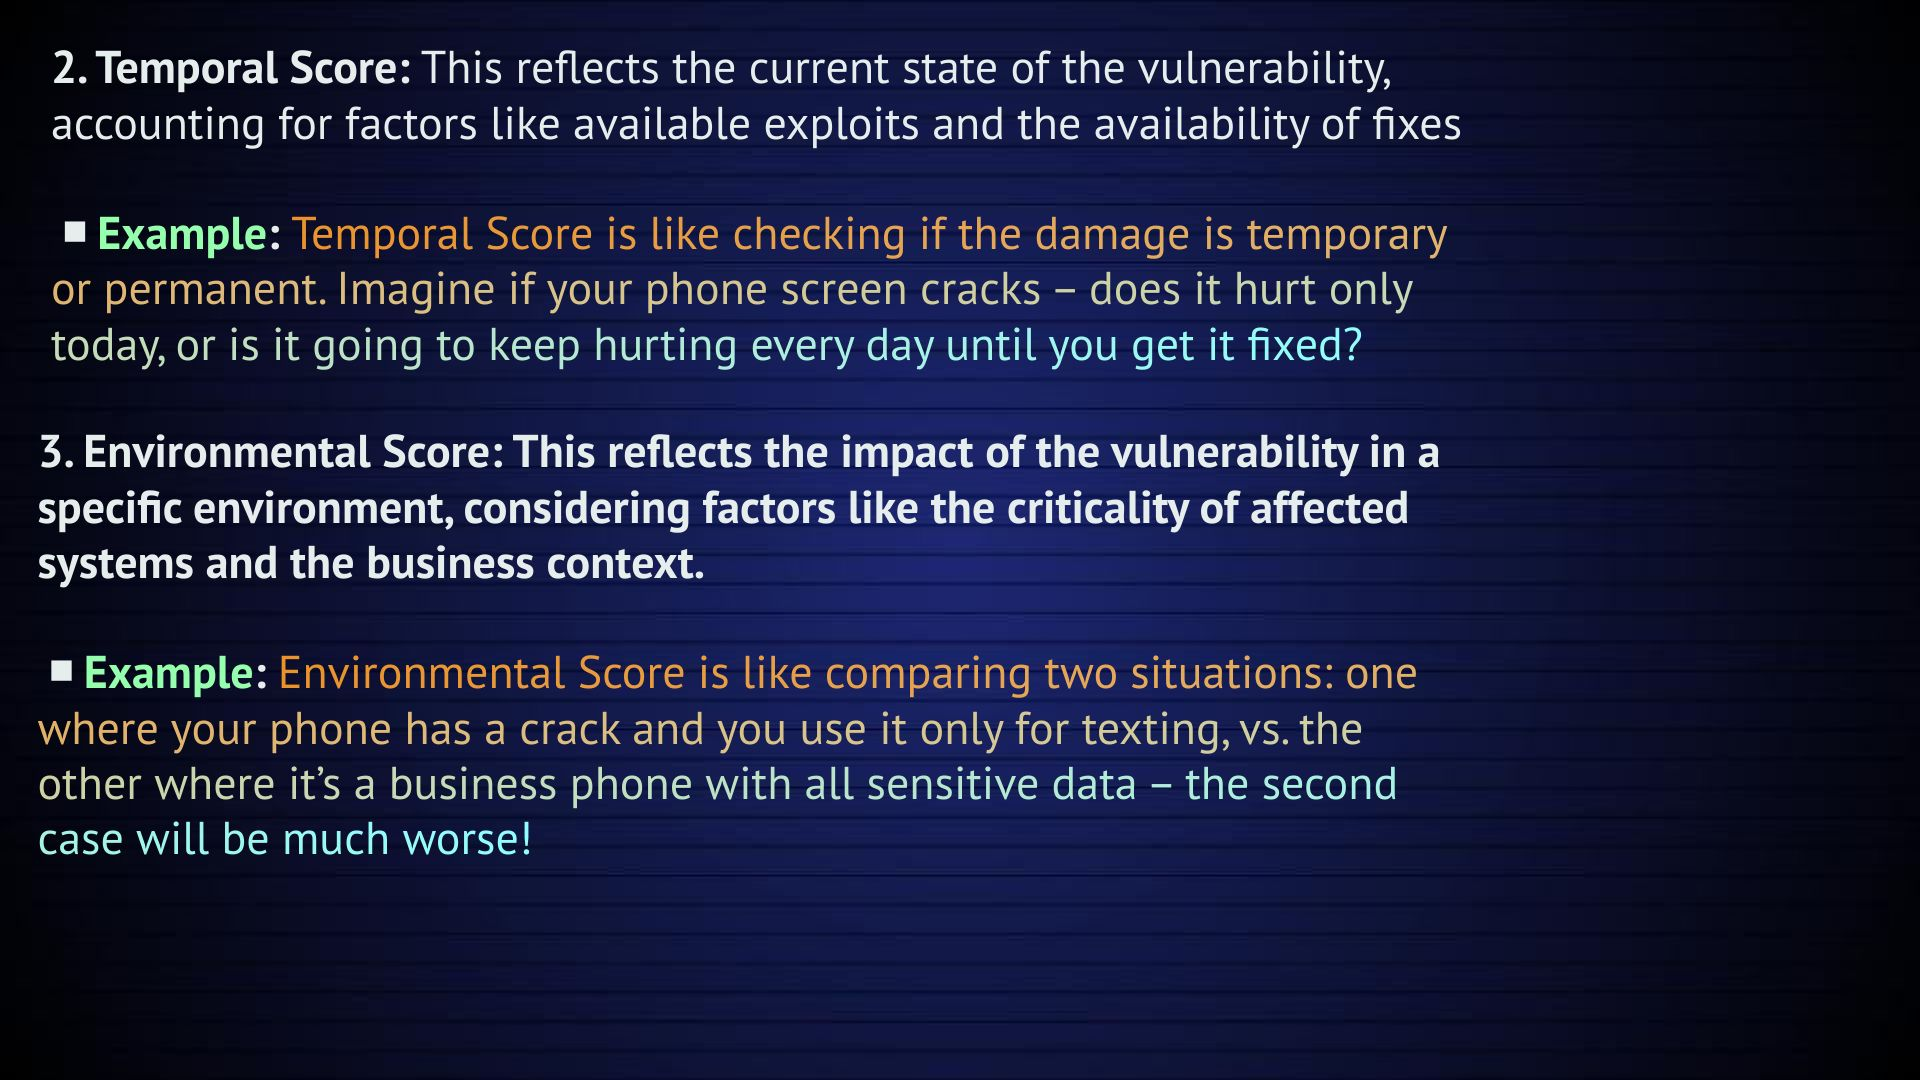 2. Temporal Score: This reflects the current state of the vulnerability,
accounting for factors like available exploits and the availability of fixes
▪ Example: Temporal Score is like checking if the damage is temporary
or permanent. Imagine if your phone screen cracks – does it hurt only
today, or is it going to keep hurting every day until you get it fixed?
3. Environmental Score: This reflects the impact of the vulnerability in a
specific environment, considering factors like the criticality of affected
systems and the business context.
▪ Example: Environmental Score is like comparing two situations: one
where your phone has a crack and you use it only for texting, vs. the
other where it’s a business phone with all sensitive data – the second
case will be much worse!